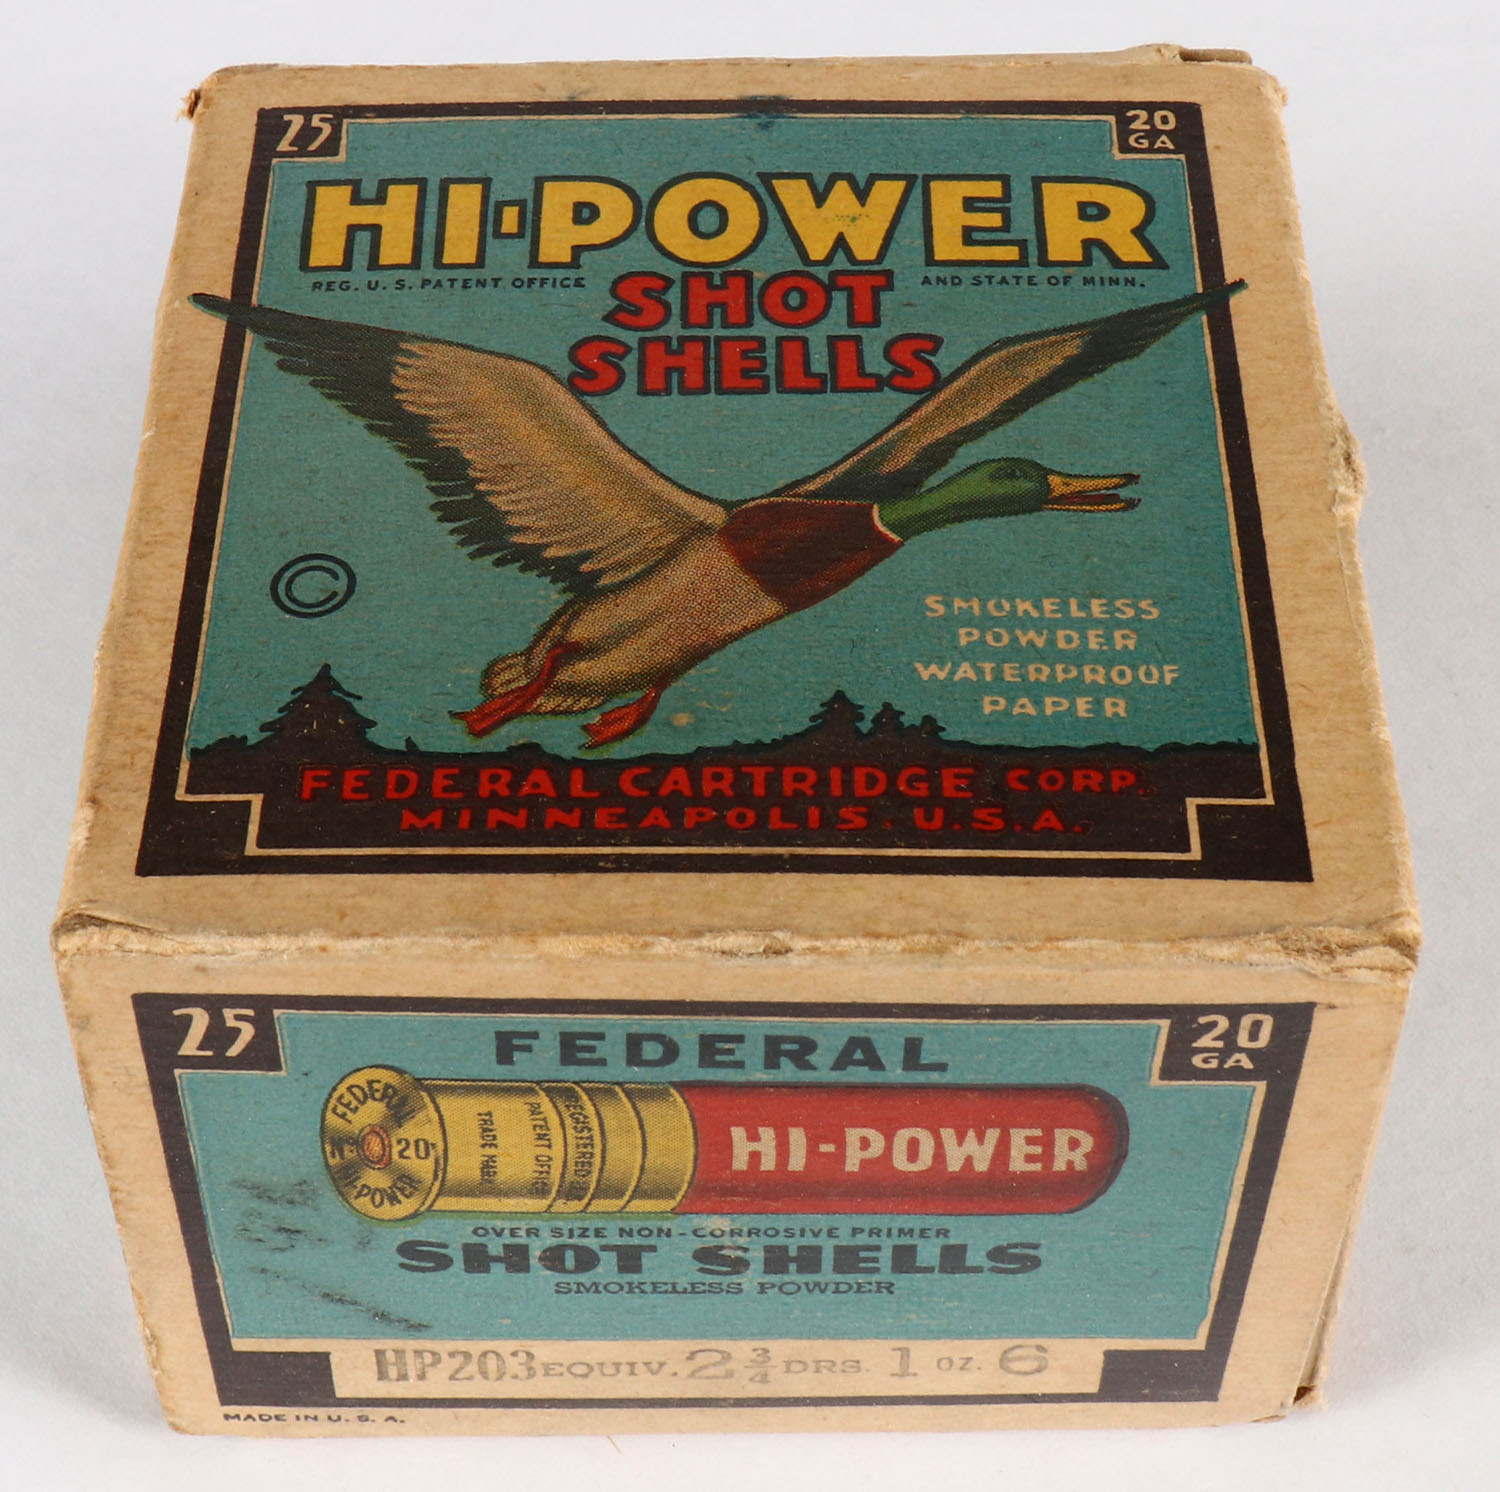 25
20
GA
HI-POWER
REG. U. S. PATENT OFFICE
AND STATE OF MINN.
SHOT
SHELLS
©
SMOKELESS
POWDER
WATERPROOF
PAPER
FEDERAL CARTRIDGE CORP.
MINNEAPOLIS. U.S.A.
25
20
GA
FEDERAL
FEDERAL
No 20
HI-POWER
TRADE MARK
PATENT OFFICE
REGISTERED
HI-POWER
OVER SIZE NON-CORROSIVE PRIMER
SHOT SHELLS
SMOKELESS POWDER
HP203 EQUIV. 2 3/4 DRS. 1 OZ. 6
MADE IN U. S. A.